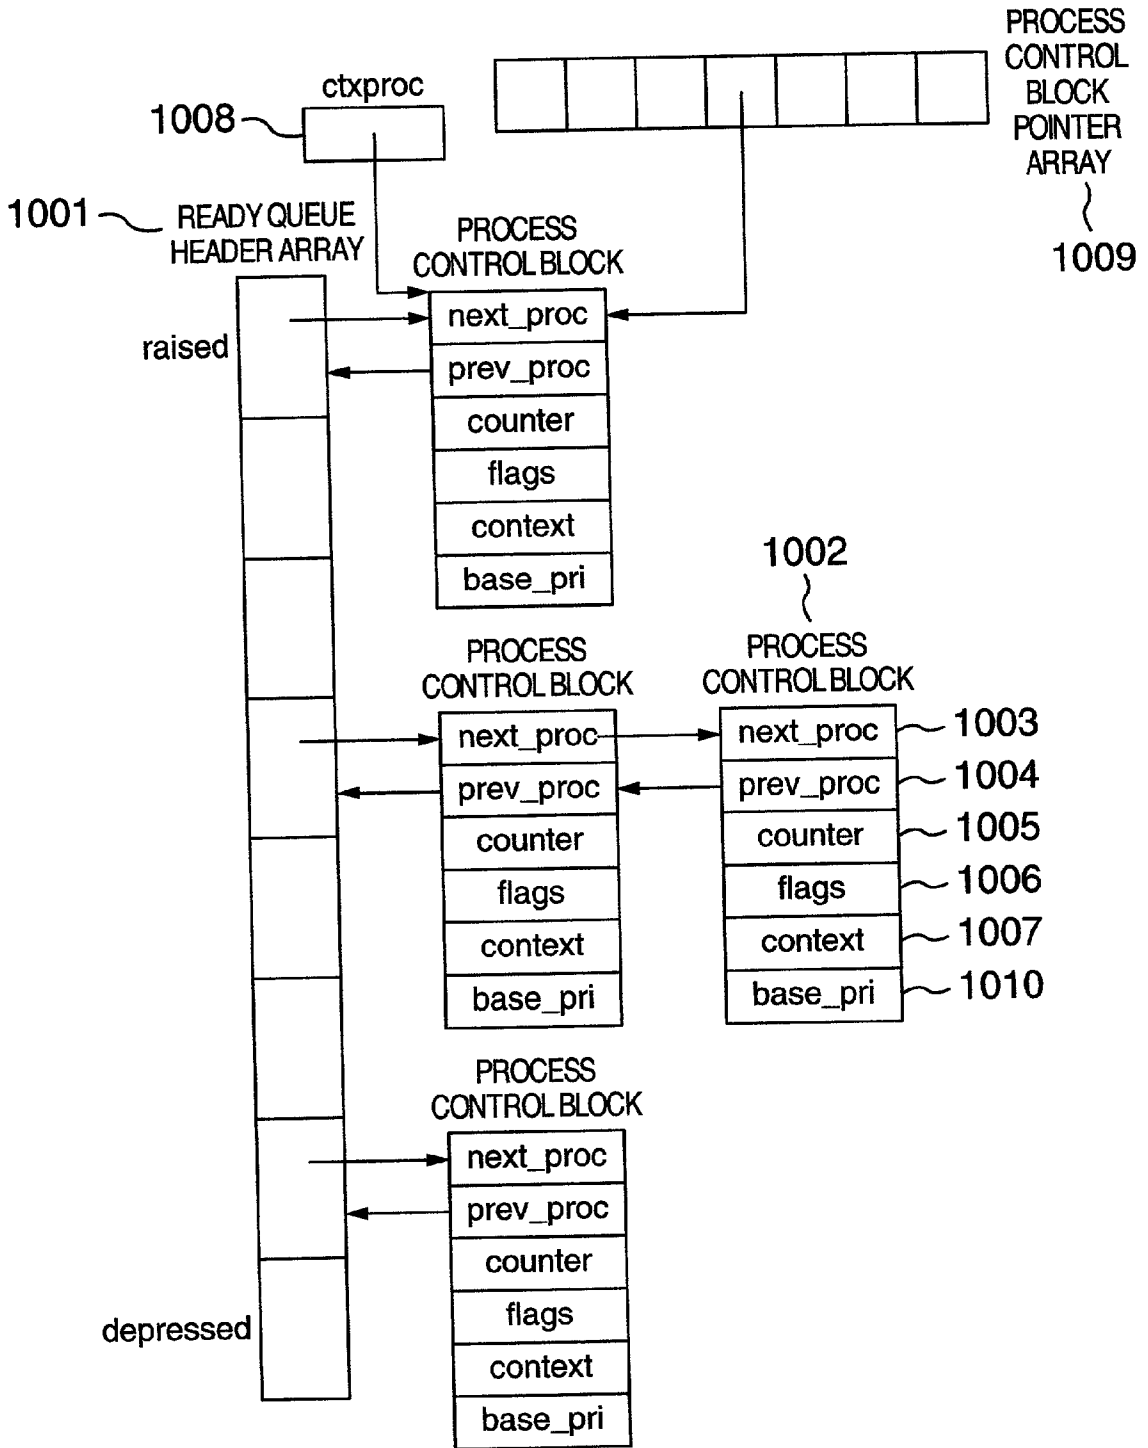 PROCESS
CONTROL
BLOCK
POINTER
ARRAY
1009
ctxproc
1008
1001
READY QUEUE
HEADER ARRAY
PROCESS
CONTROL BLOCK
raised
next_proc
prev_proc
counter
flags
context
base_pri
1002
PROCESS
CONTROL BLOCK
next_proc
prev_proc
counter
flags
context
base_pri
PROCESS
CONTROL BLOCK
next_proc 1003
prev_proc 1004
counter 1005
flags 1006
context 1007
base_pri 1010
PROCESS
CONTROL BLOCK
next_proc
prev_proc
counter
flags
context
base_pri
depressed